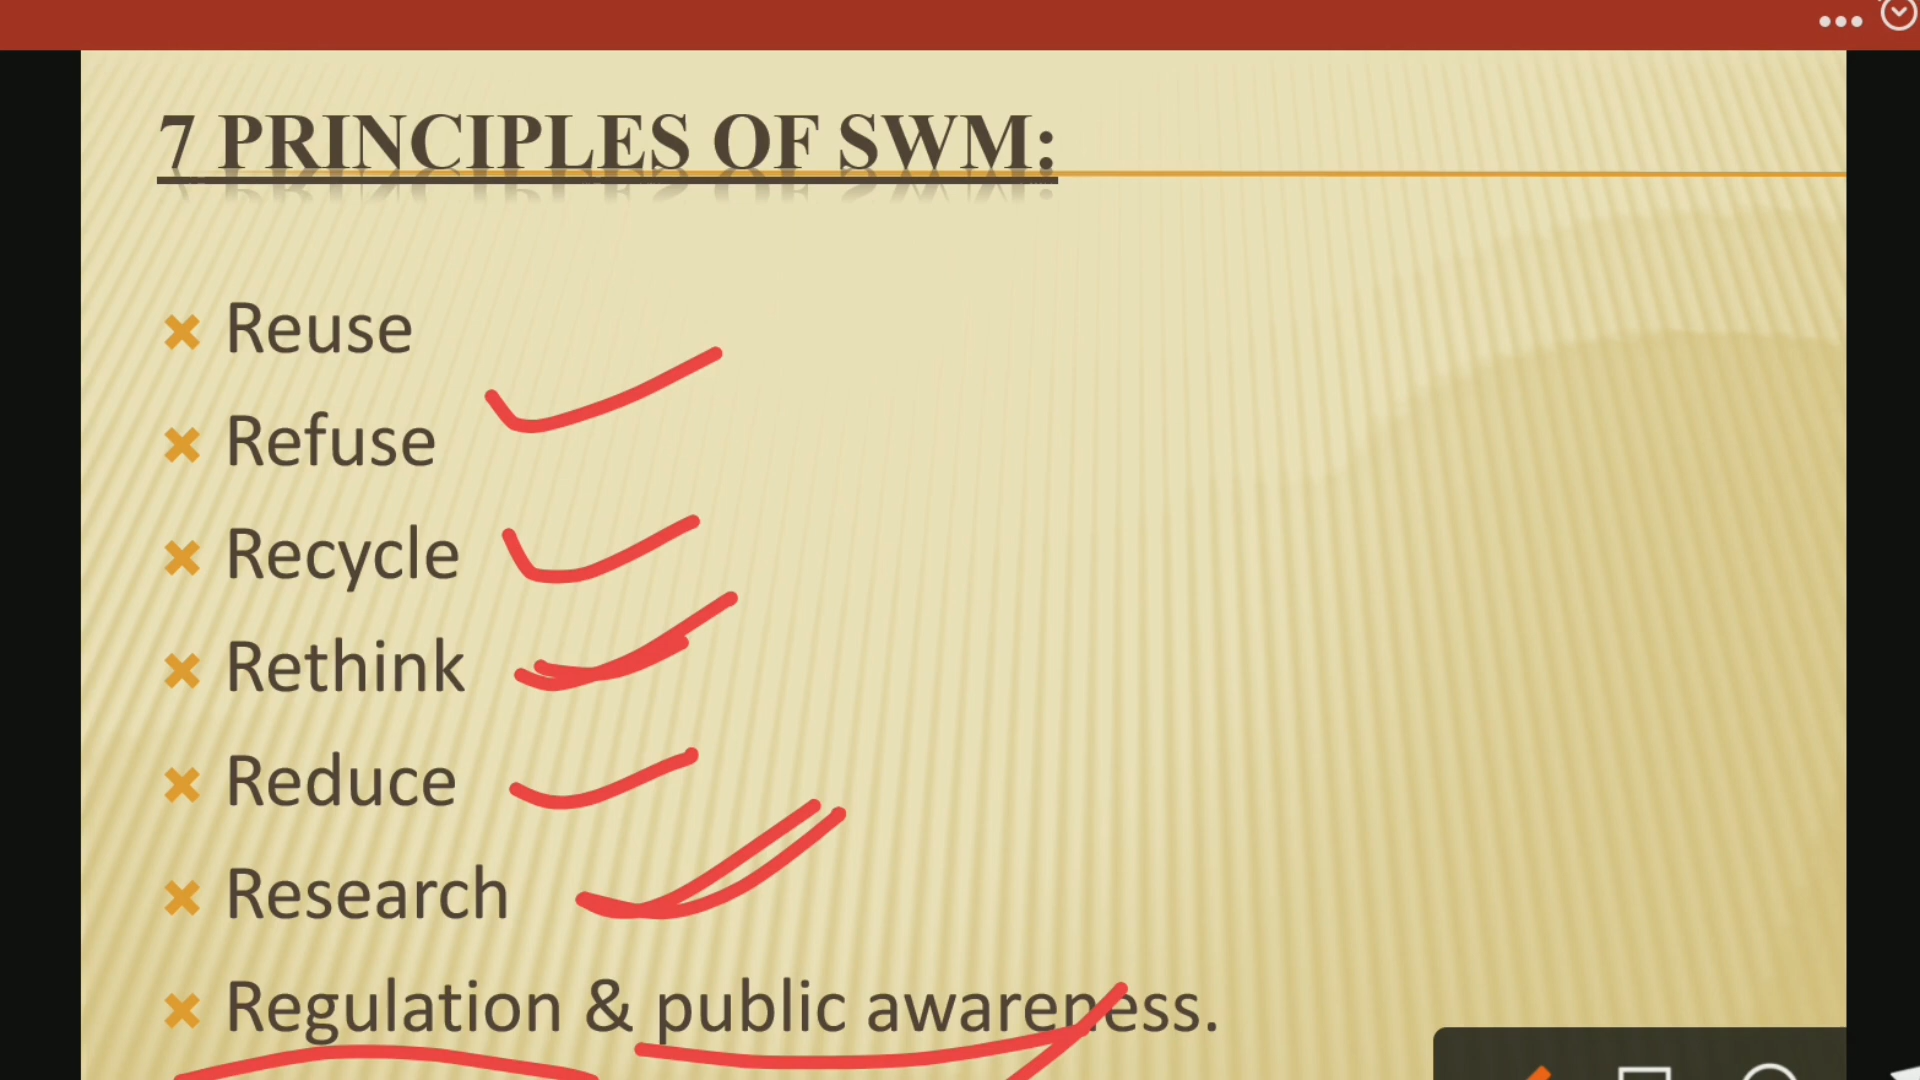 7 PRINCIPLES OF SWM:
Reuse
Refuse
Recycle
Rethink
Reduce
Research
Regulation & public awareness.